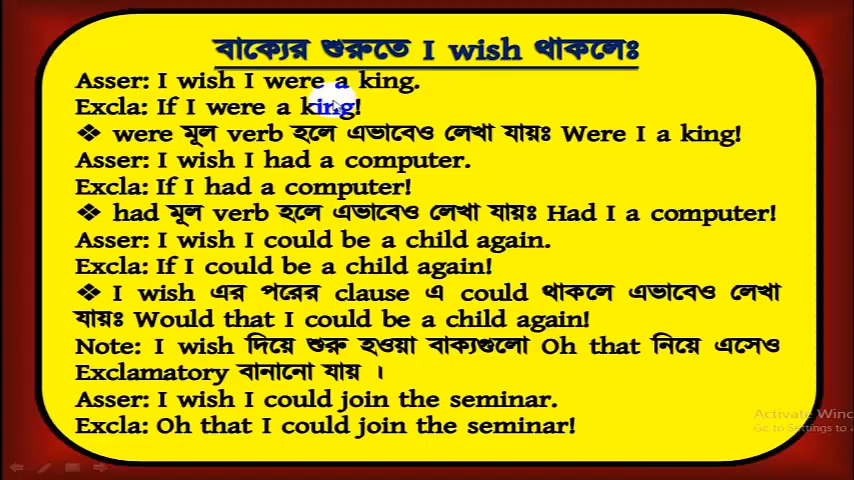 বাক্যের শুরুতে I wish থাকলেঃ
Asser: I wish I were a king.
Excla: If I were a king!
❖ were মূল verb হলে এভাবেও লেখা যায়ঃ Were I a king!
Asser: I wish I had a computer.
Excla: If I had a computer!
❖ had মূল verb হলে এভাবেও লেখা যায়ঃ Had I a computer!
Asser: I wish I could be a child again.
Excla: If I could be a child again!
❖ I wish এর পরের clause এ could থাকলে এভাবেও লেখা
যায়ঃ Would that I could be a child again!
Note: I wish দিয়ে শুরু হওয়া বাক্যগুলো Oh that নিয়ে এসেও
Exclamatory বানানো যায় ।
Asser: I wish I could join the seminar.
Excla: Oh that I could join the seminar!
Activate Winc
Go to Settings to a